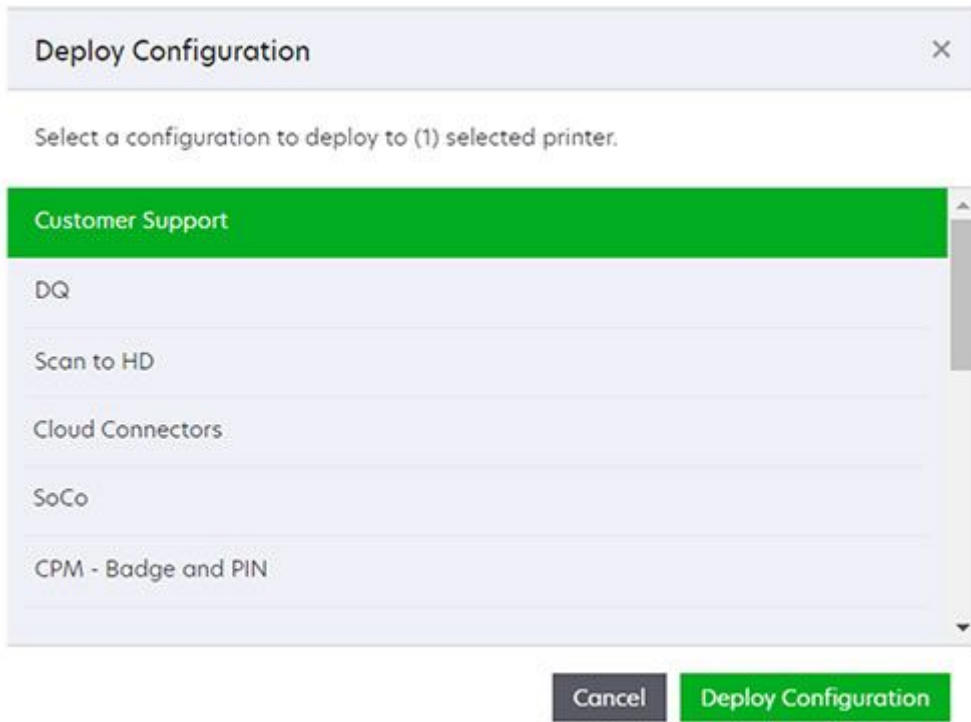 Deploy Configuration
Select a configuration to deploy to (1) selected printer.
Customer Support
DQ
Scan to HD
Cloud Connectors
SoCo
CPM - Badge and PIN
Cancel Deploy Configuration